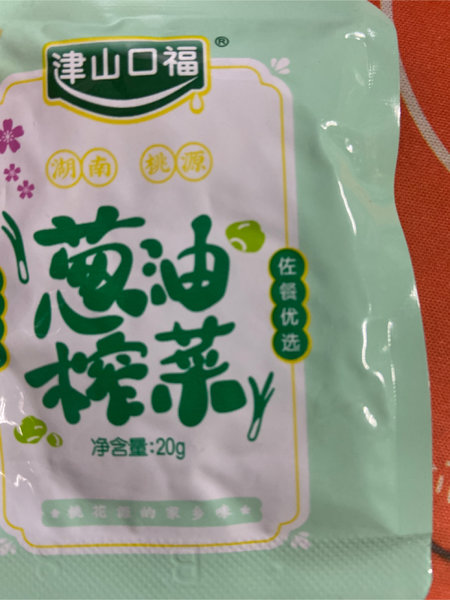 津山口福®
湖南 桃源
葱油
榨菜
佐餐优选
净含量:20g
桃花源的家乡味